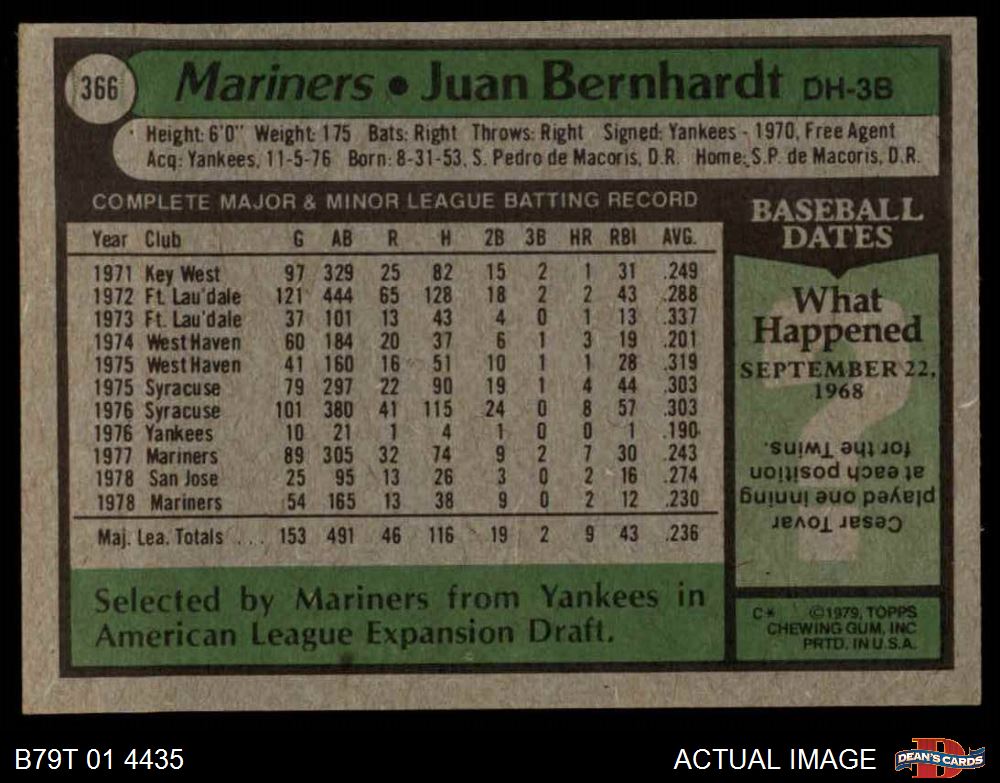 366
Mariners • Juan Bernhardt DH-3B
Height: 6'0" Weight: 175 Bats: Right Throws: Right Signed: Yankees - 1970, Free Agent
Acq: Yankees, 11-5-76 Born: 8-31-53, S. Pedro de Macoris, D.R. Home: S.P. de Macoris, D.R.
COMPLETE MAJOR & MINOR LEAGUE BATTING RECORD
Year Club G AB R H 2B 3B HR RBI AVG.
1971 Key West 97 329 25 82 15 2 1 31 .249
1972 Ft. Lau'dale 121 444 65 128 18 2 2 43 .288
1973 Ft. Lau'dale 37 101 13 43 4 0 1 13 .337
1974 West Haven 60 184 20 37 6 1 3 19 .201
1975 West Haven 41 160 16 51 10 1 1 28 .319
1975 Syracuse 79 297 22 90 19 1 4 44 .303
1976 Syracuse 101 380 41 115 24 0 8 57 .303
1976 Yankees 10 21 1 4 1 0 0 1 .190
1977 Mariners 89 305 32 74 9 2 7 30 .243
1978 San Jose 25 95 13 26 3 0 2 16 .274
1978 Mariners 54 165 13 38 9 0 2 12 .230
Maj. Lea. Totals ... 153 491 46 116 19 2 9 43 .236
Selected by Mariners from Yankees in
American League Expansion Draft.
BASEBALL
DATES
What
Happened
SEPTEMBER 22,
1968
?
Cesar Tovar
played one inning
at each position
for the Twins.
C* ©1979, TOPPS
CHEWING GUM, INC
PRTD. IN U.S.A.
B79T 01 4435
ACTUAL IMAGE
D
DEAN'S CARDS